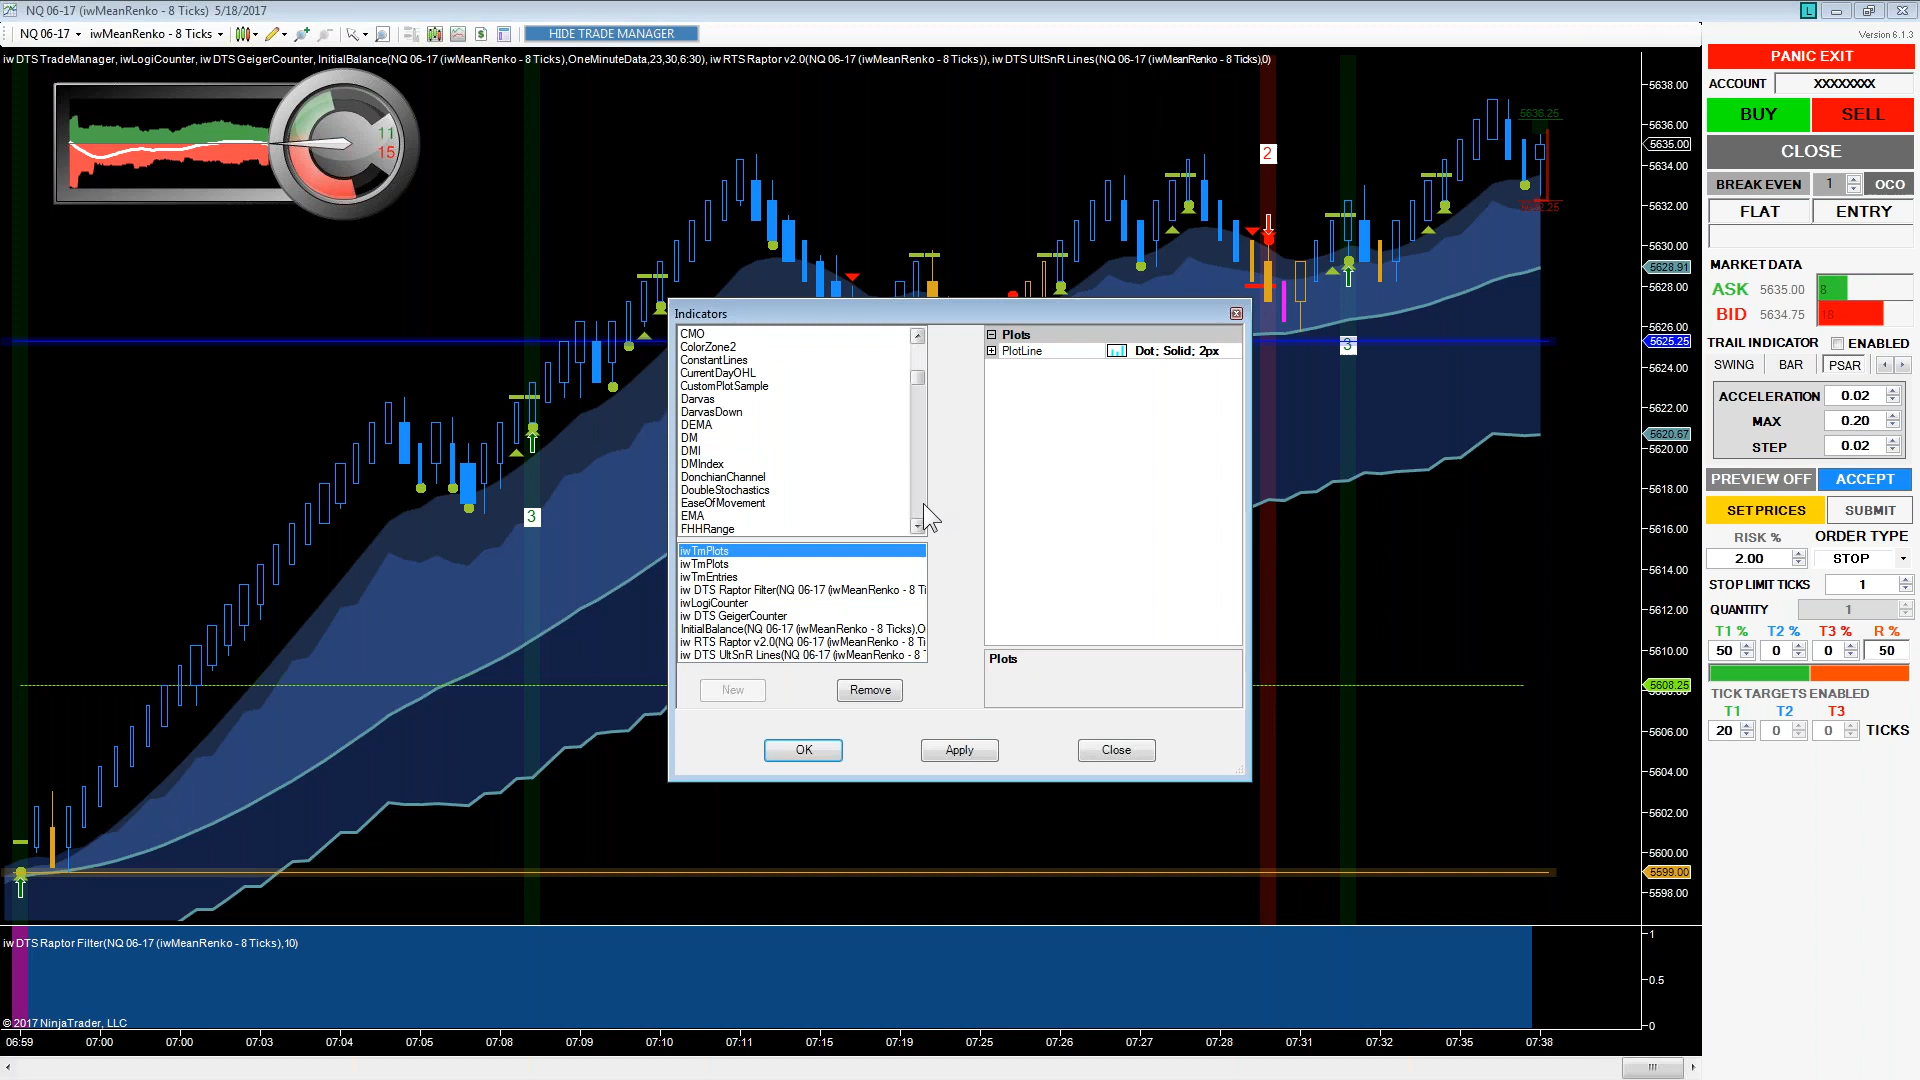 NQ 06-17 (iwMeanRenko - 8 Ticks) 5/18/2017
L
NQ 06-17 iwMeanRenko - 8 Ticks HIDE TRADE MANAGER
iw DTS TradeManager, iwLogiCounter, iw DTS GeigerCounter, InitialBalance(NQ 06-17 (iwMeanRenko - 8 Ticks),OneMinuteData,23,30,6:30), iw RTS Raptor v2.0(NQ 06-17 (iwMeanRenko - 8 Ticks)), iw DTS UltSnR Lines(NQ 06-17 (iwMeanRenko - 8 Ticks),0)
11
15
2
3
3
5636.25
5638.00
5636.00
5635.00
5634.00
5632.00
5630.00
5628.91
5628.00
5626.00
5625.25
5624.00
5622.00
5620.67
5620.00
5618.00
5616.00
5614.00
5612.00
5610.00
5608.25
5606.00
5604.00
5602.00
5600.00
5599.00
5598.00
Indicators
CMO
ColorZone2
ConstantLines
CurrentDayOHL
CustomPlotSample
Darvas
DarvasDown
DEMA
DM
DMI
DMIndex
DonchianChannel
DoubleStochastics
EaseOfMovement
EMA
FHHRange
iwTmPlots
iwTmPlots
iwTmEntries
iw DTS Raptor Filter(NQ 06-17 (iwMeanRenko - 8 Ti
iwLogiCounter
iw DTS GeigerCounter
InitialBalance(NQ 06-17 (iwMeanRenko - 8 Ticks),O
iw RTS Raptor v2.0(NQ 06-17 (iwMeanRenko - 8 Ti
iw DTS UltSnR Lines(NQ 06-17 (iwMeanRenko - 8
New Remove
Plots
PlotLine Dot; Solid; 2px
Plots
OK Apply Close
iw DTS Raptor Filter(NQ 06-17 (iwMeanRenko - 8 Ticks),10)
1
0.5
0
© 2017 NinjaTrader, LLC
06:59 07:00 07:00 07:03 07:04 07:05 07:08 07:09 07:10 07:11 07:15 07:19 07:25 07:26 07:27 07:28 07:31 07:32 07:35 07:38
Version 6.1.3
PANIC EXIT
ACCOUNT XXXXXXXX
BUY SELL
CLOSE
BREAK EVEN 1 OCO
FLAT ENTRY
MARKET DATA
ASK 5635.00 8
BID 5634.75 18
TRAIL INDICATOR ENABLED
SWING BAR PSAR
ACCELERATION 0.02
MAX 0.20
STEP 0.02
PREVIEW OFF ACCEPT
SET PRICES SUBMIT
RISK % ORDER TYPE
2.00 STOP
STOP LIMIT TICKS 1
QUANTITY 1
T1 % T2 % T3 % R %
50 0 0 50
TICK TARGETS ENABLED
T1 T2 T3
20 0 0 TICKS